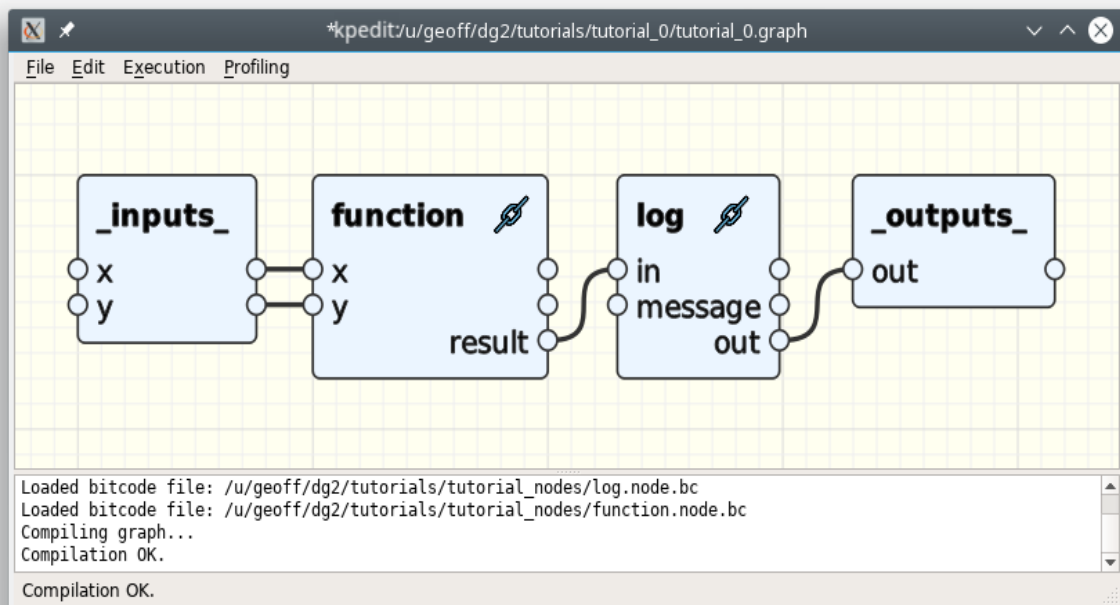 *kpedit:/u/geoff/dg2/tutorials/tutorial_0/tutorial_0.graph
File Edit Execution Profiling
_inputs_
x
y
function
x
y
result
log
in
message
out
_outputs_
out
Loaded bitcode file: /u/geoff/dg2/tutorials/tutorial_nodes/log.node.bc
Loaded bitcode file: /u/geoff/dg2/tutorials/tutorial_nodes/function.node.bc
Compiling graph...
Compilation OK.
Compilation OK.